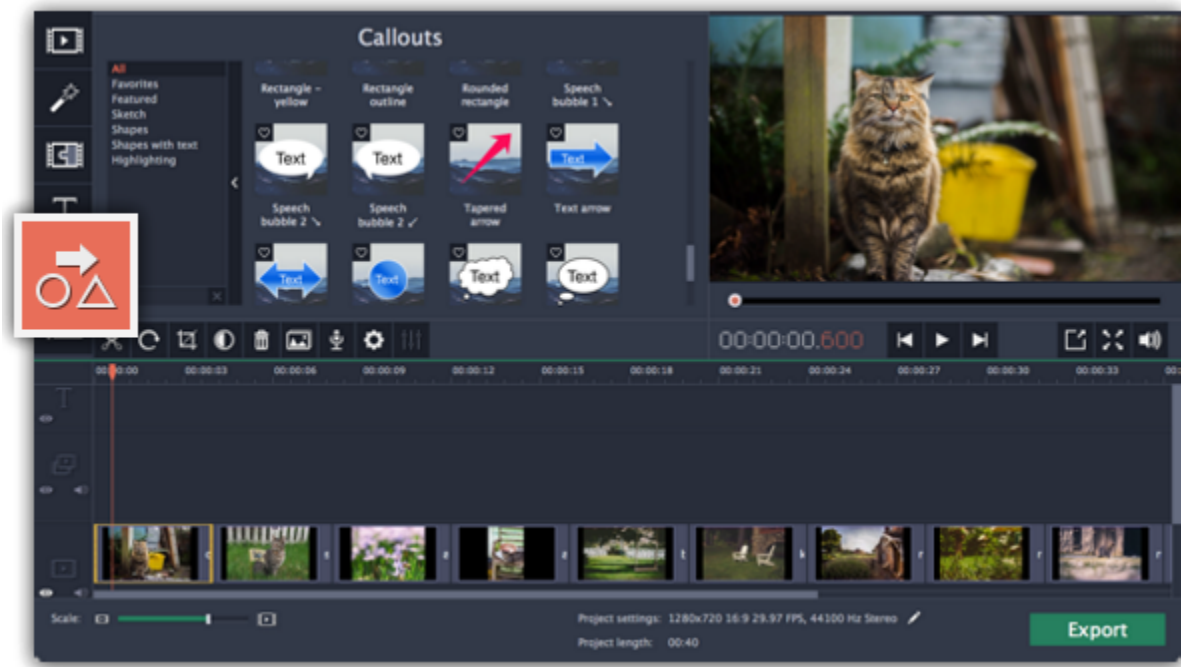 Callouts
All
Favorites
Featured
Sketch
Shapes
Shapes with text
Highlighting
Rectangle – Rectangle Rounded Speech
yellow outline rectangle bubble 1 ↘
Text Text Text
Speech Speech Tapered Text arrow
bubble 2 ↘ bubble 2 ↙ arrow
Text Text Text Text
T
00:00:00.600
00:00:00 00:00:03 00:00:06 00:00:09 00:00:12 00:00:15 00:00:18 00:00:21 00:00:24 00:00:27 00:00:30 00:00:33 00:
T
s a a t k r r r
Scale:
Project settings: 1280x720 16:9 29.97 FPS, 44100 Hz Stereo
Project length: 00:40
Export